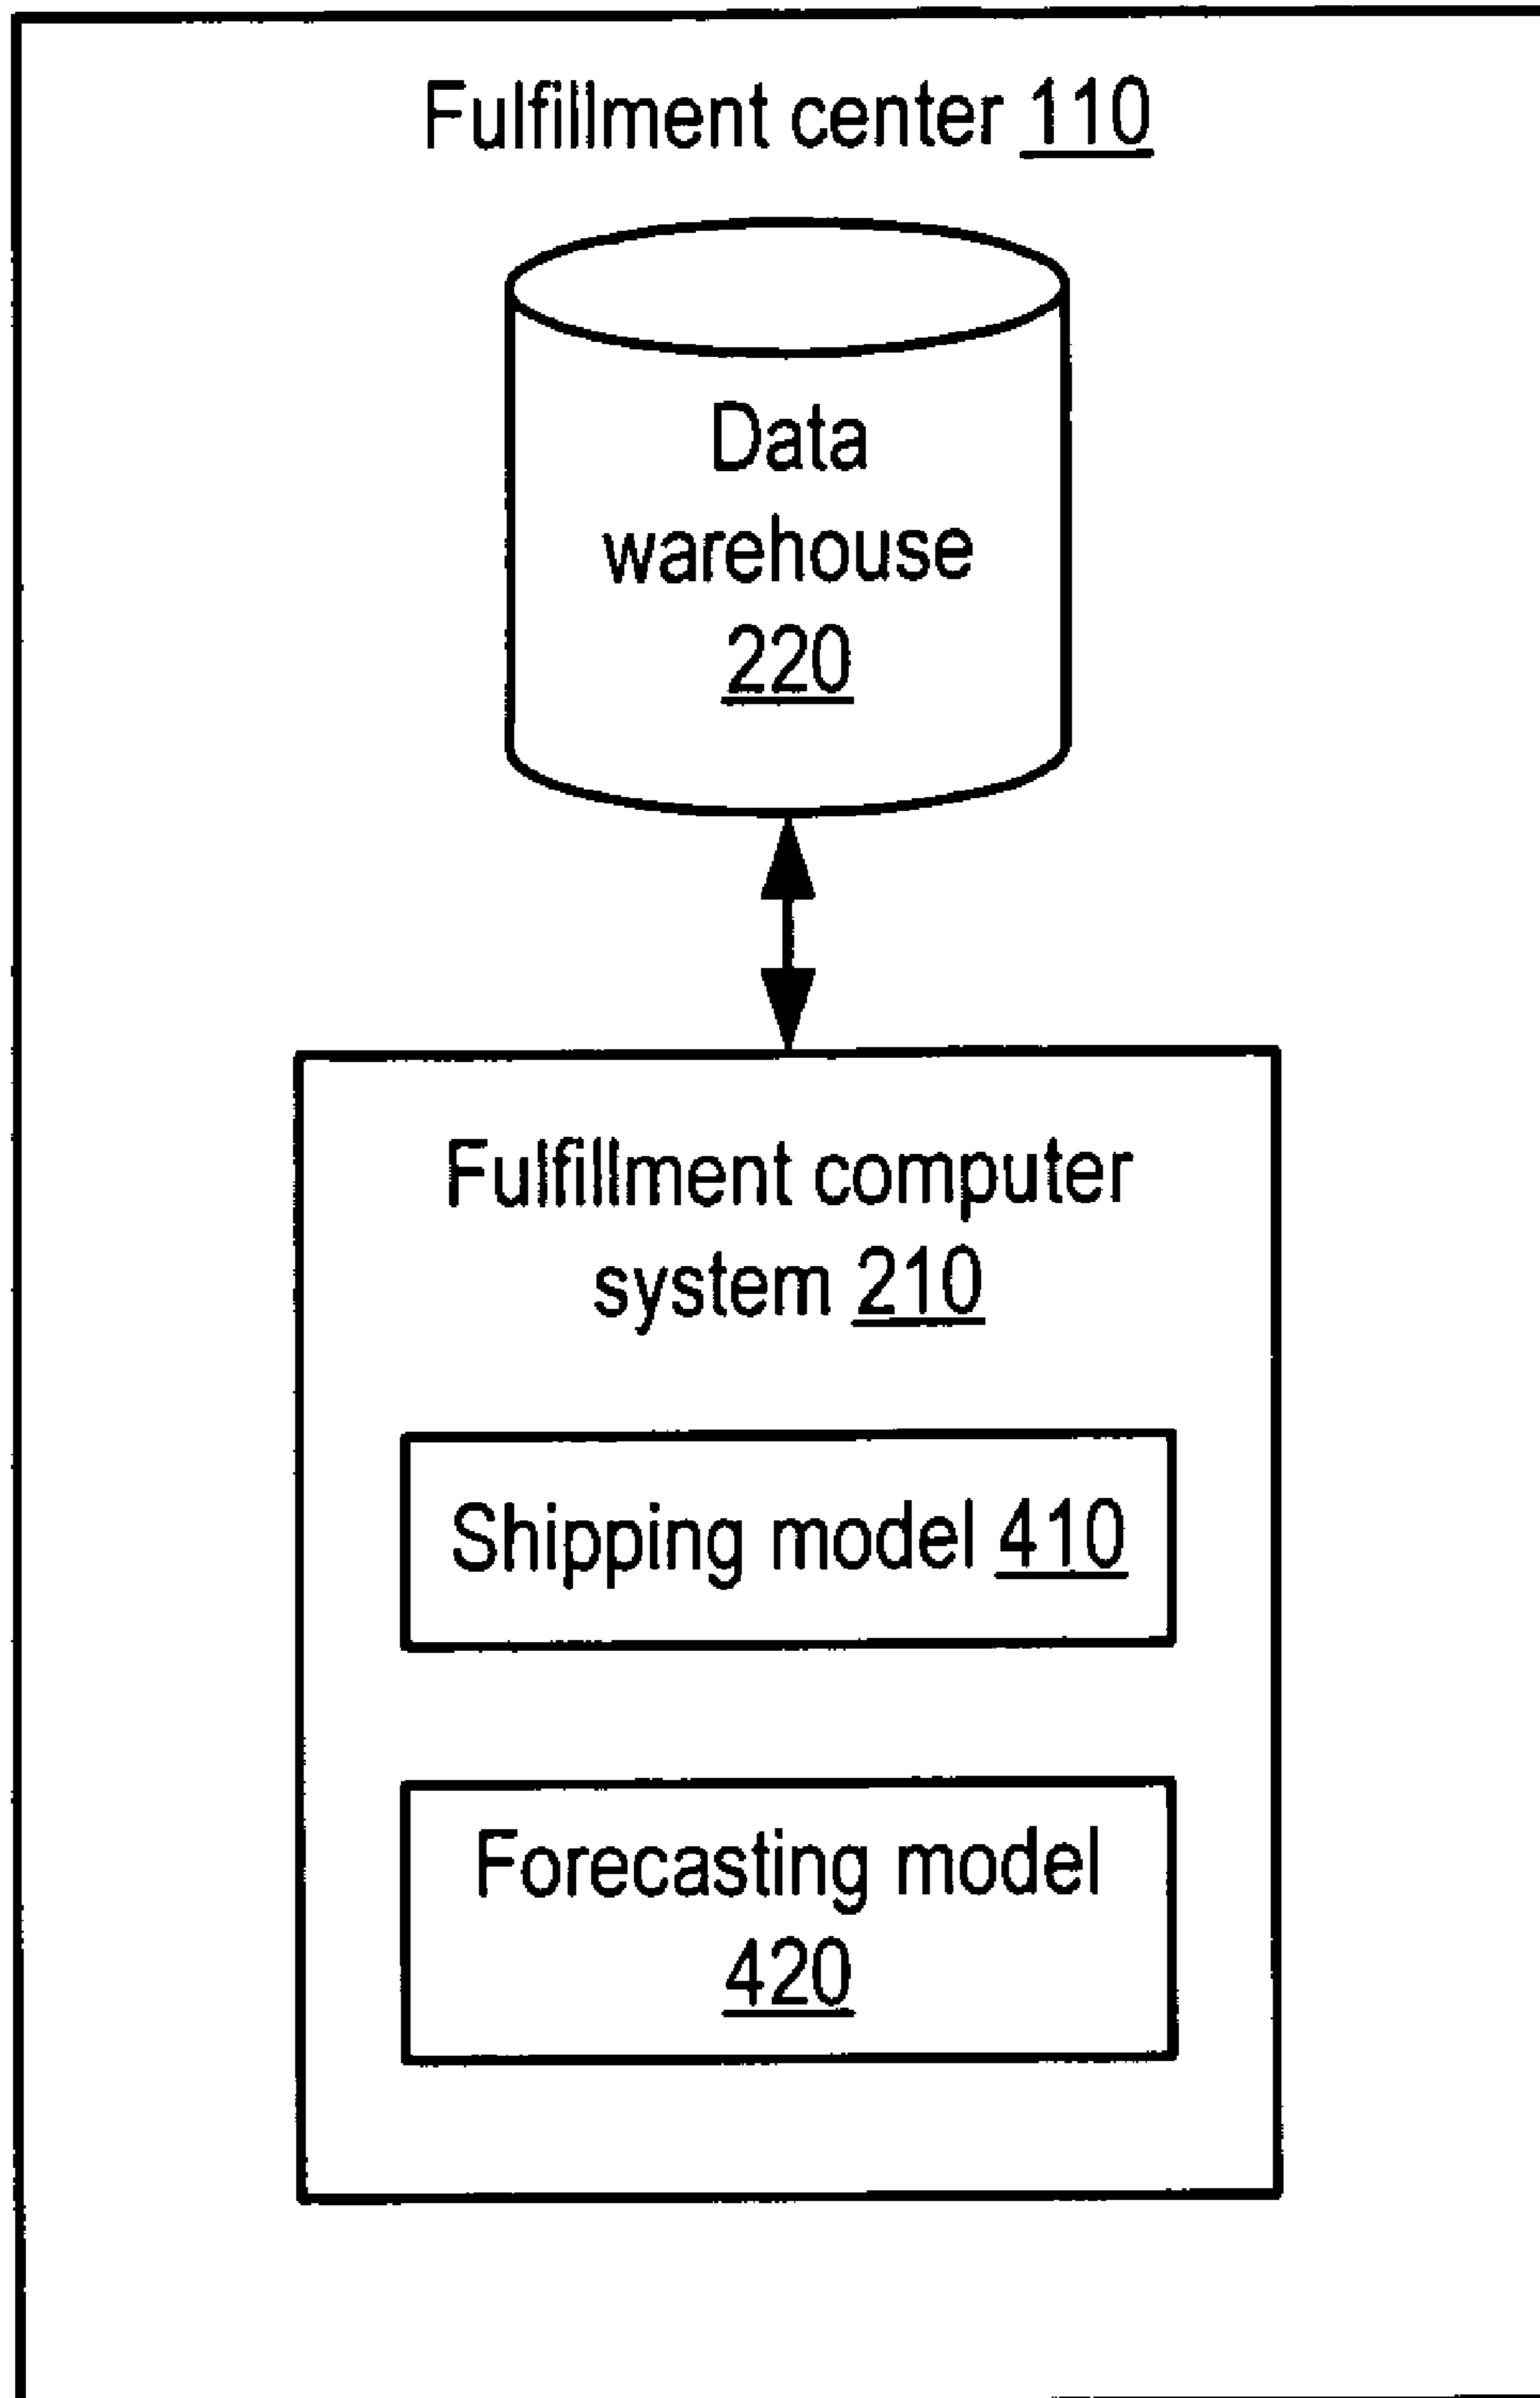 Fulfillment center 110
Data
warehouse
220
Fulfillment computer
system 210
Shipping model 410
Forecasting model
420